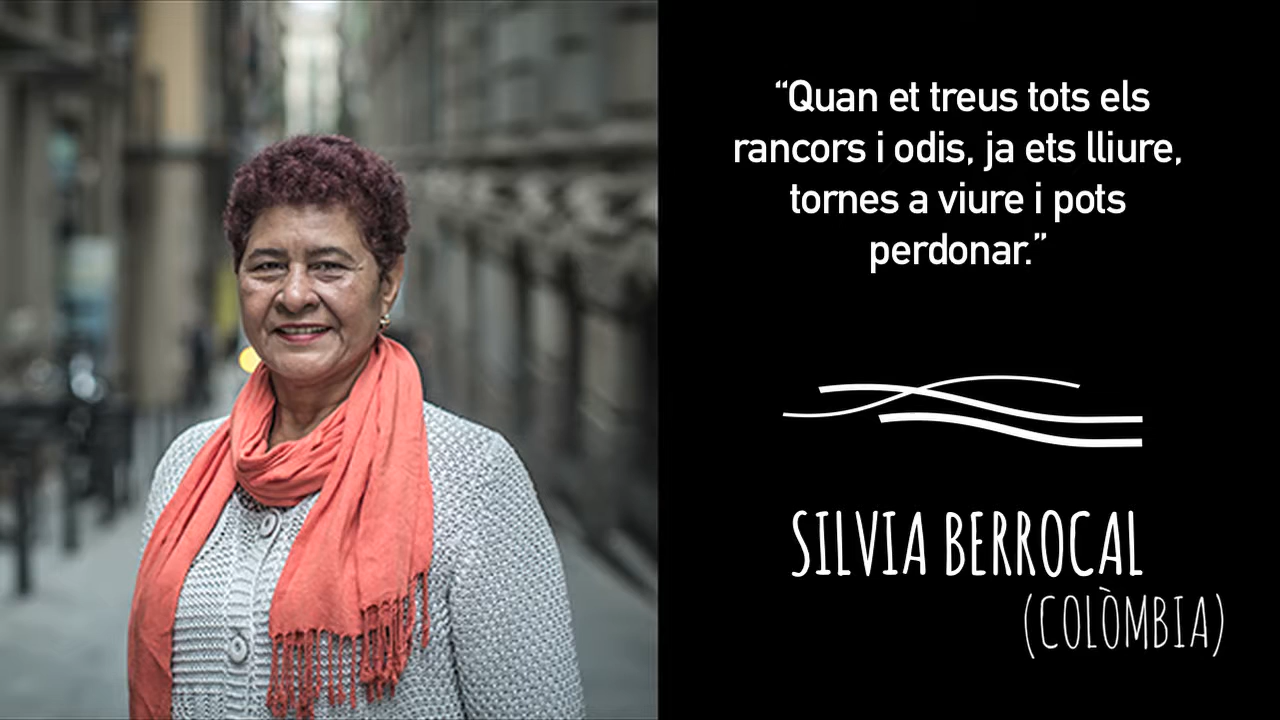 “Quan et treus tots els
rancors i odis, ja ets lliure,
tornes a viure i pots
perdonar.”
SILVIA BERROCAL
(COLÒMBIA)